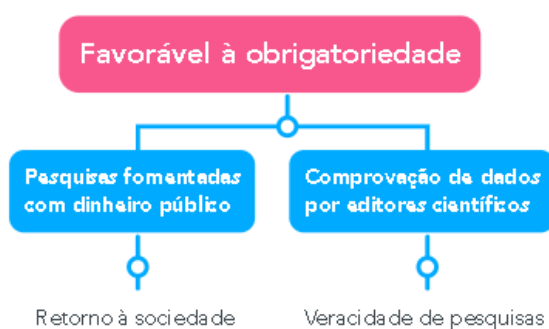 Favorável à obrigatoriedade
Pesquisas fomentadas
com dinheiro público
Comprovação de dados
por editores científicos
Retorno à sociedade
Veracidade de pesquisas